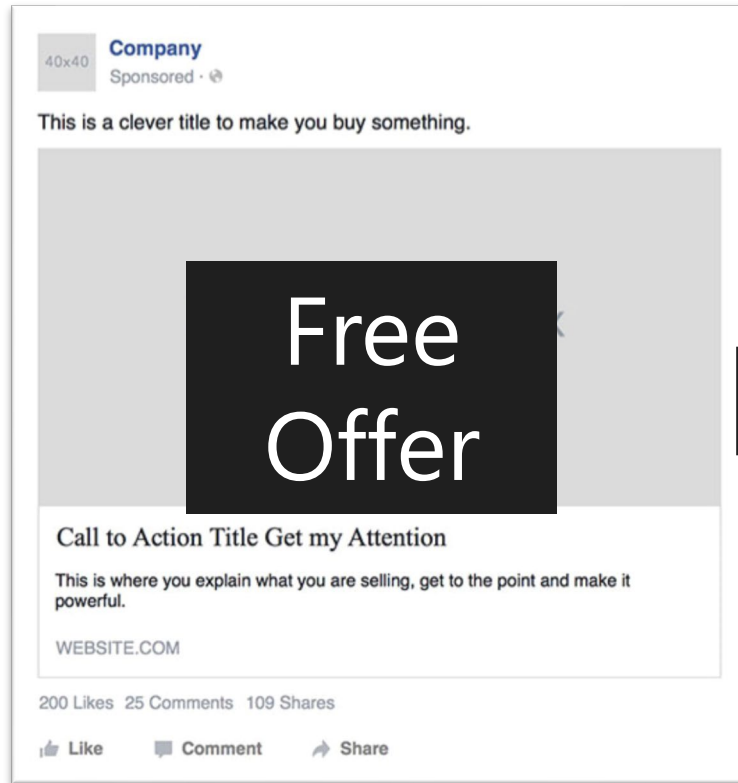 40x40
Company
Sponsored ·
This is a clever title to make you buy something.
Free
Offer
Call to Action Title Get my Attention
This is where you explain what you are selling, get to the point and make it
powerful.
WEBSITE.COM
200 Likes 25 Comments 109 Shares
Like Comment Share